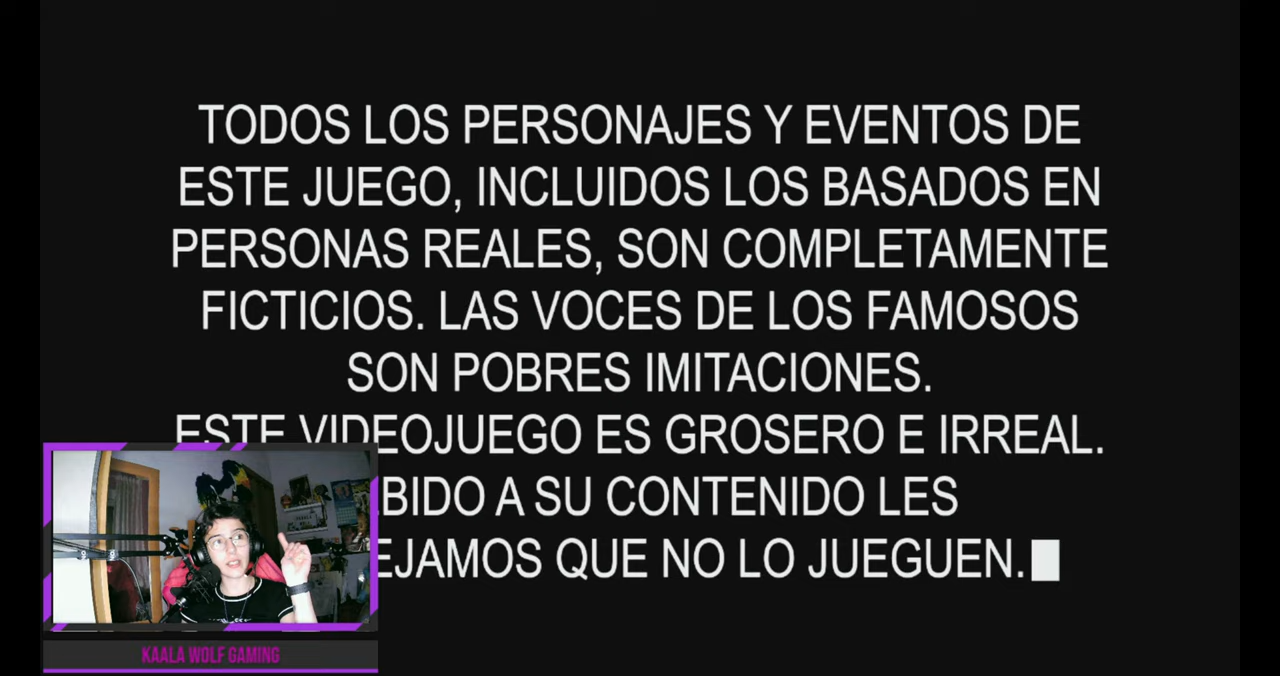 TODOS LOS PERSONAJES Y EVENTOS DE
ESTE JUEGO, INCLUIDOS LOS BASADOS EN
PERSONAS REALES, SON COMPLETAMENTE
FICTICIOS. LAS VOCES DE LOS FAMOSOS
SON POBRES IMITACIONES.
ESTE VIDEOJUEGO ES GROSERO E IRREAL.
BIDO A SU CONTENIDO LES
EJAMOS QUE NO LO JUEGUEN.
KAALA WOLF GAMING